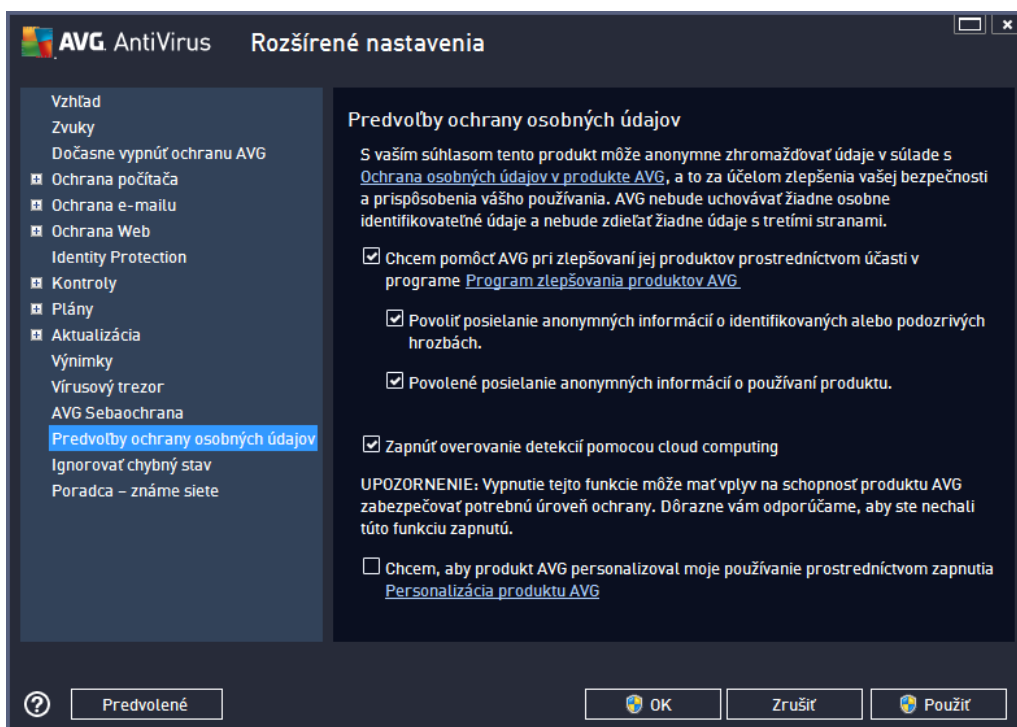 AVG. AntiVirus Rozšírené nastavenia
Vzhľad
Zvuky
Dočasne vypnúť ochranu AVG
Ochrana počítača
Ochrana e-mailu
Ochrana Web
Identity Protection
Kontroly
Plány
Aktualizácia
Výnimky
Vírusový trezor
AVG Sebaochrana
Predvoľby ochrany osobných údajov
Ignorovať chybný stav
Poradca – známe siete
Predvoľby ochrany osobných údajov
S vaším súhlasom tento produkt môže anonymne zhromažďovať údaje v súlade s
Ochrana osobných údajov v produkte AVG, a to za účelom zlepšenia vašej bezpečnosti
a prispôsobenia vášho používania. AVG nebude uchovávať žiadne osobne
identifikovateľné údaje a nebude zdieľať žiadne údaje s tretími stranami.
Chcem pomôcť AVG pri zlepšovaní jej produktov prostredníctvom účasti v
programe Program zlepšovania produktov AVG
Povoliť posielanie anonymných informácií o identifikovaných alebo podozrivých
hrozbách.
Povolené posielanie anonymných informácií o používaní produktu.
Zapnúť overovanie detekcií pomocou cloud computing
UPOZORNENIE: Vypnutie tejto funkcie môže mať vplyv na schopnosť produktu AVG
zabezpečovať potrebnú úroveň ochrany. Dôrazne vám odporúčame, aby ste nechali
túto funkciu zapnutú.
Chcem, aby produkt AVG personalizoval moje používanie prostredníctvom zapnutia
Personalizácia produktu AVG
Predvolené
OK
Zrušiť
Použiť